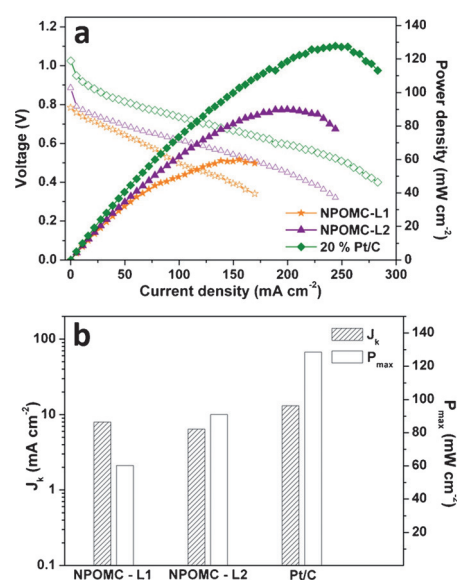 a
1.2
1.0
0.8
0.6
0.4
0.2
0.0
Voltage (V)
140
120
100
80
60
40
20
0
Power density (mW cm⁻²)
NPOMC-L1
NPOMC-L2
20 % Pt/C
0 50 100 150 200 250 300
Current density (mA cm⁻²)
b
100
10
1
0.1
Jₖ (mA cm⁻²)
Jₖ
Pₘₐₓ
140
120
100
80
60
40
20
0
Pₘₐₓ (mW cm⁻²)
NPOMC - L1 NPOMC - L2 Pt/C